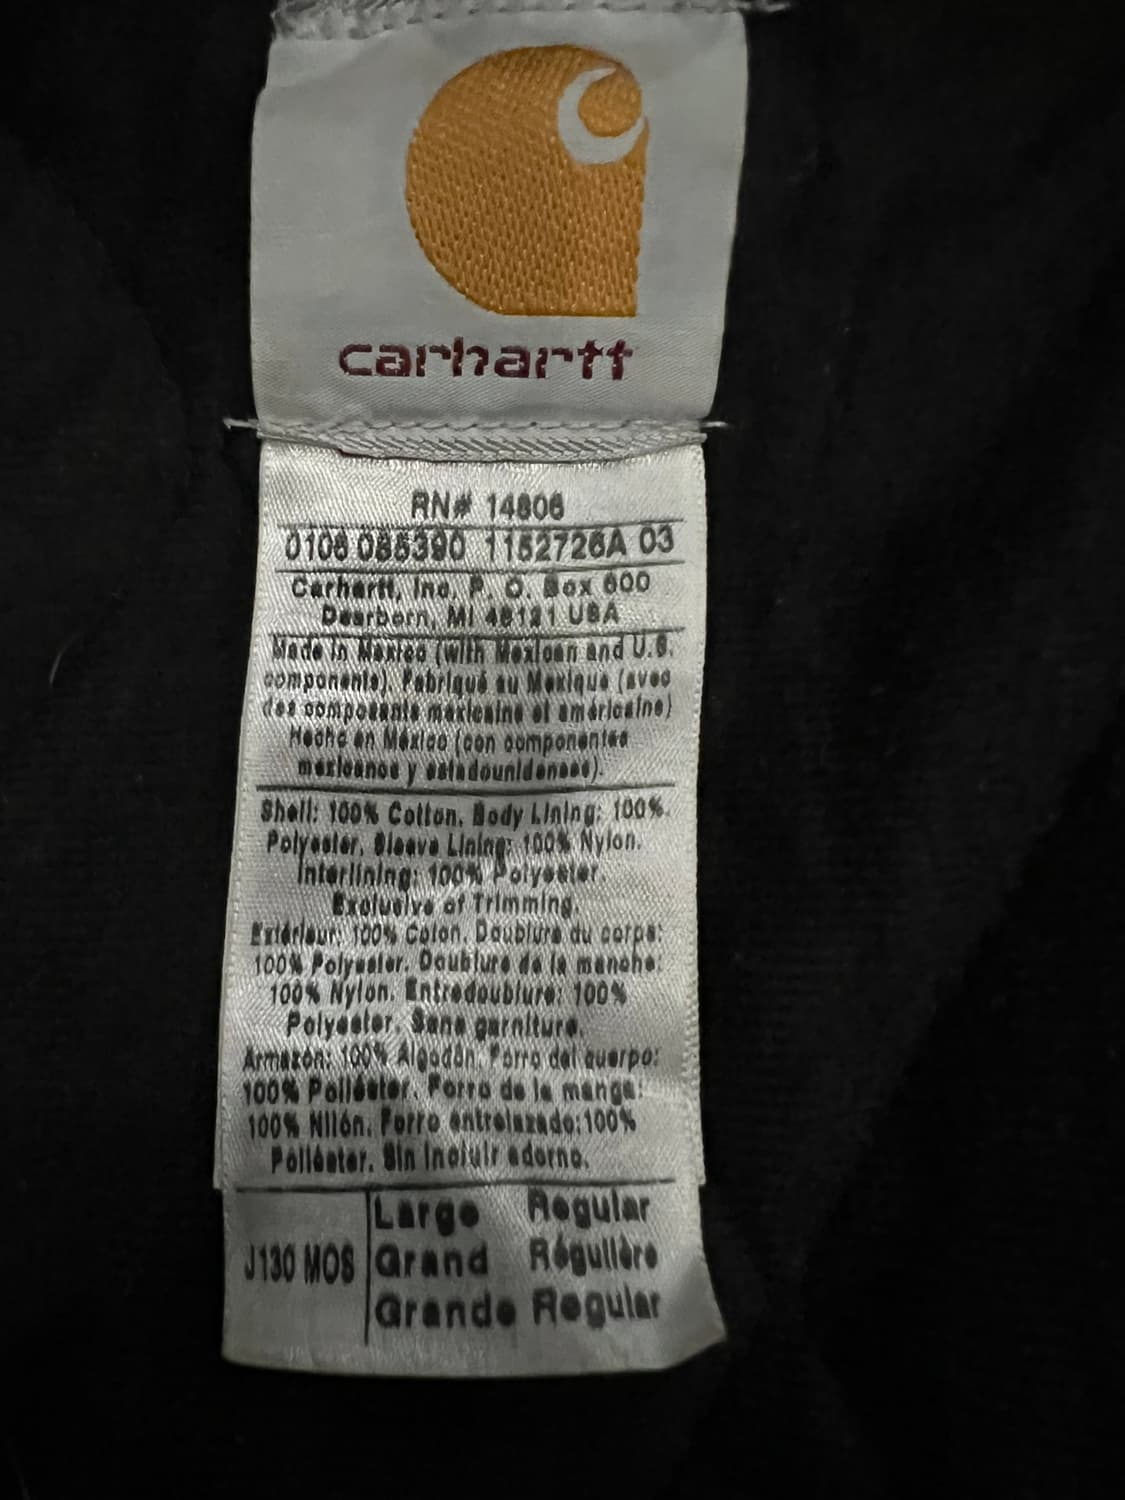 carhartt
RN# 14806
0106 085390 1152726A 03
Carhartt, Inc. P. O. Box 600
Dearborn, MI 48121 USA
Made in Mexico (with Mexican and U.S.
components). Fabriqué au Mexique (avec
des composants mexicains et américains)
Hecho en México (con componentes
mexicanos y estadounidenses).
Shell: 100% Cotton. Body Lining: 100%
Polyester. Sleeve Lining: 100% Nylon.
Interlining: 100% Polyester.
Exclusive of Trimming.
Extérieur: 100% Coton. Doublure du corps:
100% Polyester. Doublure de la manche:
100% Nylon. Entredoublure: 100%
Polyester. Sans garniture.
Armazón: 100% Algodón. Forro del cuerpo:
100% Poliéster. Forro de la manga:
100% Nilón. Forro entrelazado:100%
Poliéster. Sin incluir adorno.
J130 MOS
Large Regular
Grand Régulière
Grande Regular